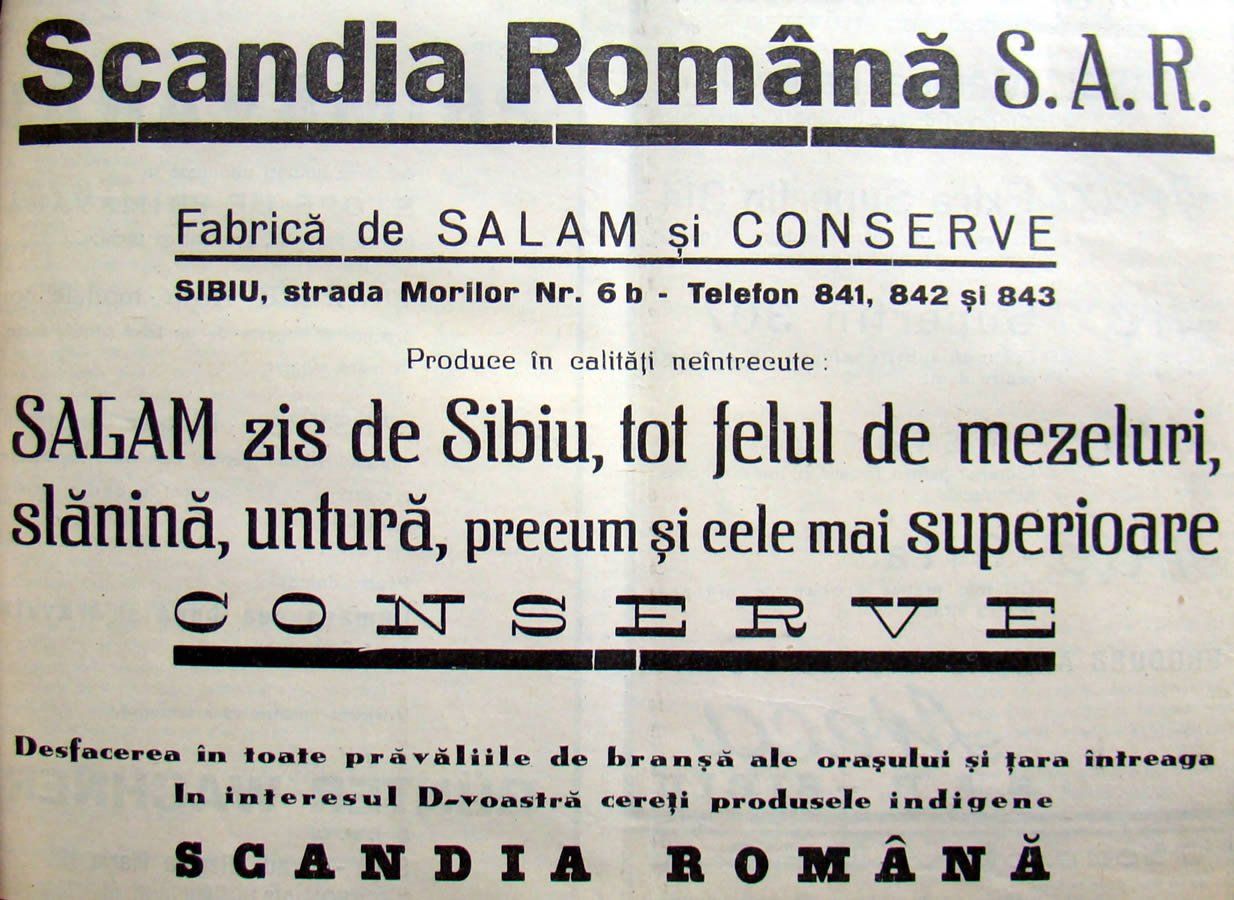 Scandia Română S.A.R.
Fabrică de SALAM și CONSERVE
SIBIU, strada Morilor Nr. 6 b - Telefon 841, 842 și 843
Produce în calități neîntrecute :
SALAM zis de Sibiu, tot felul de mezeluri,
slănină, untură, precum și cele mai superioare
CONSERVE
Desfacerea în toate prăvăliile de branșă ale orașului și țara întreaga
In interesul D-voastră cereți produsele indigene
SCANDIA ROMÂNĂ